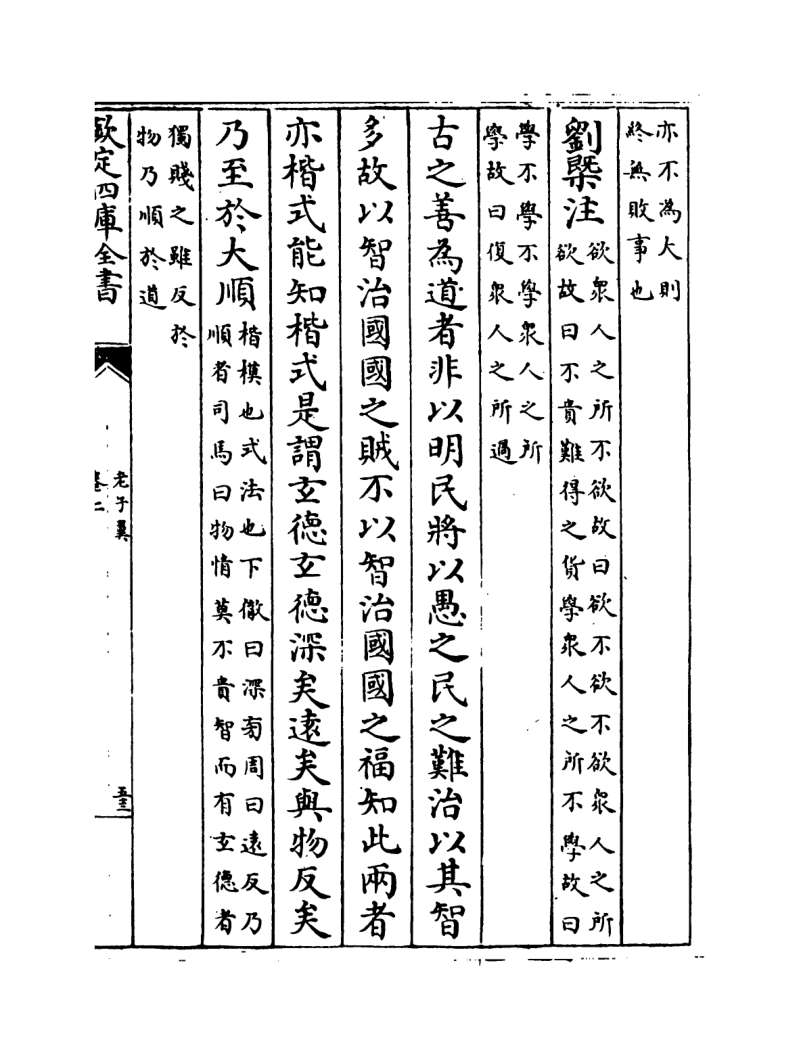 亦不為大則
終無敗事也
劉槩注
欲衆人之所不欲故曰欲不欲不欲衆人之所
欲故曰不貴難得之貨學衆人之所不學故曰
學不學不學衆人之所
學故曰復衆人之所過
古之善為道者非以明民將以愚之民之難治以其智
多故以智治國國之賊不以智治國國之福知此兩者
亦楷式能知楷式是謂𤣥德𤣥德深矣遠矣與物反矣
乃至於大順
楷模也式法也下儆曰深甸周曰遠反乃
順者司馬曰物情莫不貴智而有𤣥德者
獨賤之雖反於
物乃順於道
欽定四庫全書
老子翼
卷二